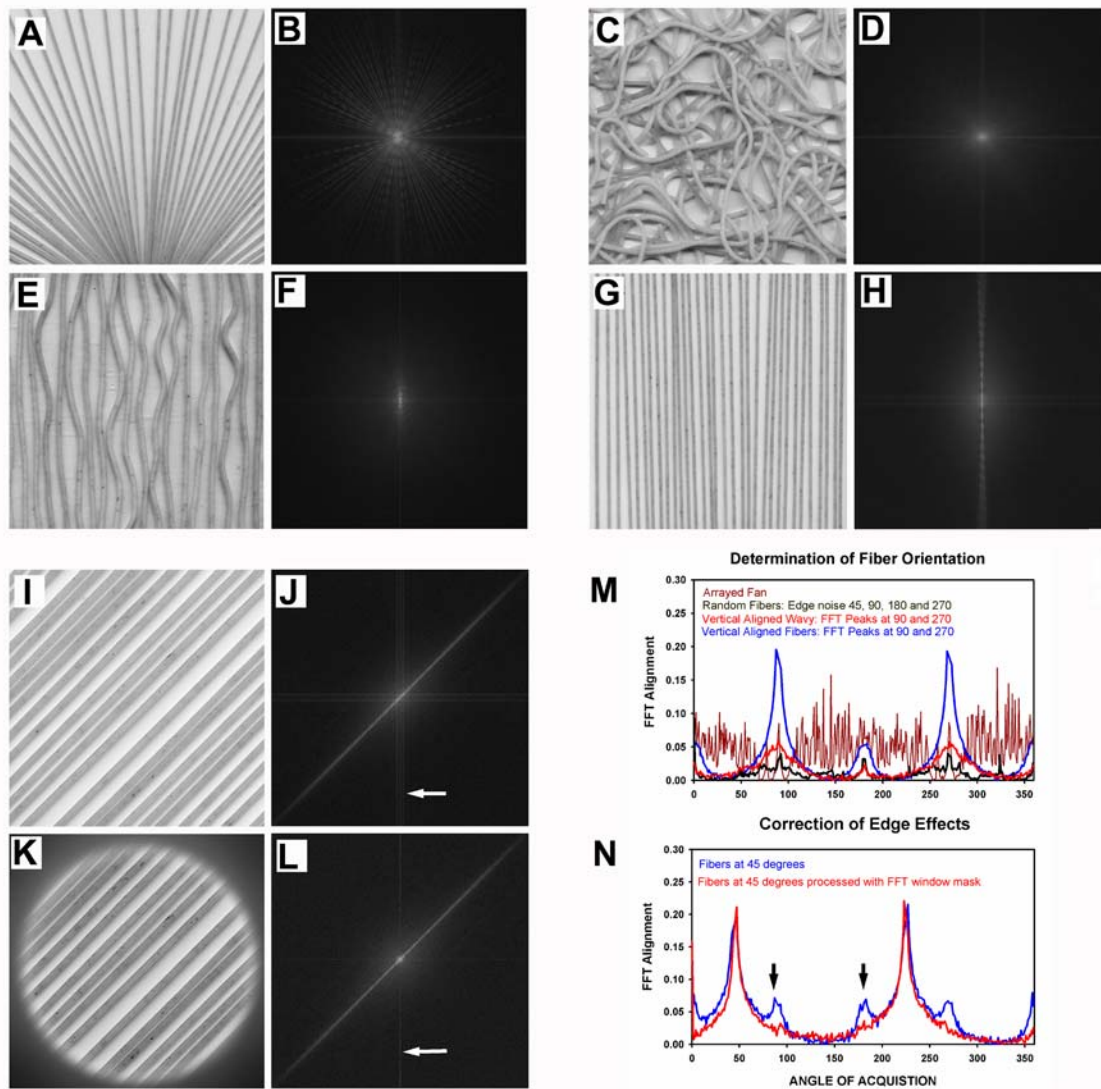 A
B
C
D
E
F
G
H
I
J
K
L
M
Determination of Fiber Orientation
0.30
0.25
0.20
0.15
0.10
0.05
0.00
FFT Alignment
Arrayed Fan
Random Fibers: Edge noise 45, 90, 180 and 270
Vertical Aligned Wavy: FFT Peaks at 90 and 270
Vertical Aligned Fibers: FFT Peaks at 90 and 270
0 50 100 150 200 250 300 350
N
Correction of Edge Effects
0.30
0.25
0.20
0.15
0.10
0.05
0.00
FFT Alignment
Fibers at 45 degrees
Fibers at 45 degrees processed with FFT window mask
0 50 100 150 200 250 300 350
ANGLE OF ACQUISTION